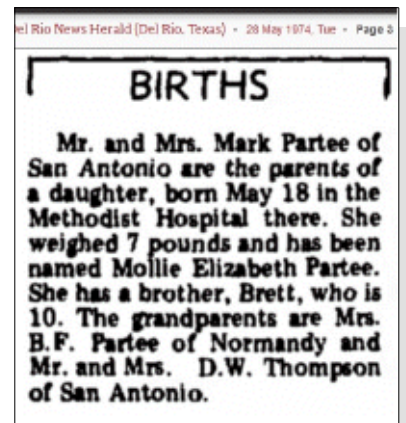 el Rio News Herald (Del Rio, Texas) - 28 May 1974, Tue - Page 3
BIRTHS
Mr. and Mrs. Mark Partee of
San Antonio are the parents of
a daughter, born May 18 in the
Methodist Hospital there. She
weighed 7 pounds and has been
named Mollie Elizabeth Partee.
She has a brother, Brett, who is
10. The grandparents are Mrs.
B.F. Partee of Normandy and
Mr. and Mrs. D.W. Thompson
of San Antonio.